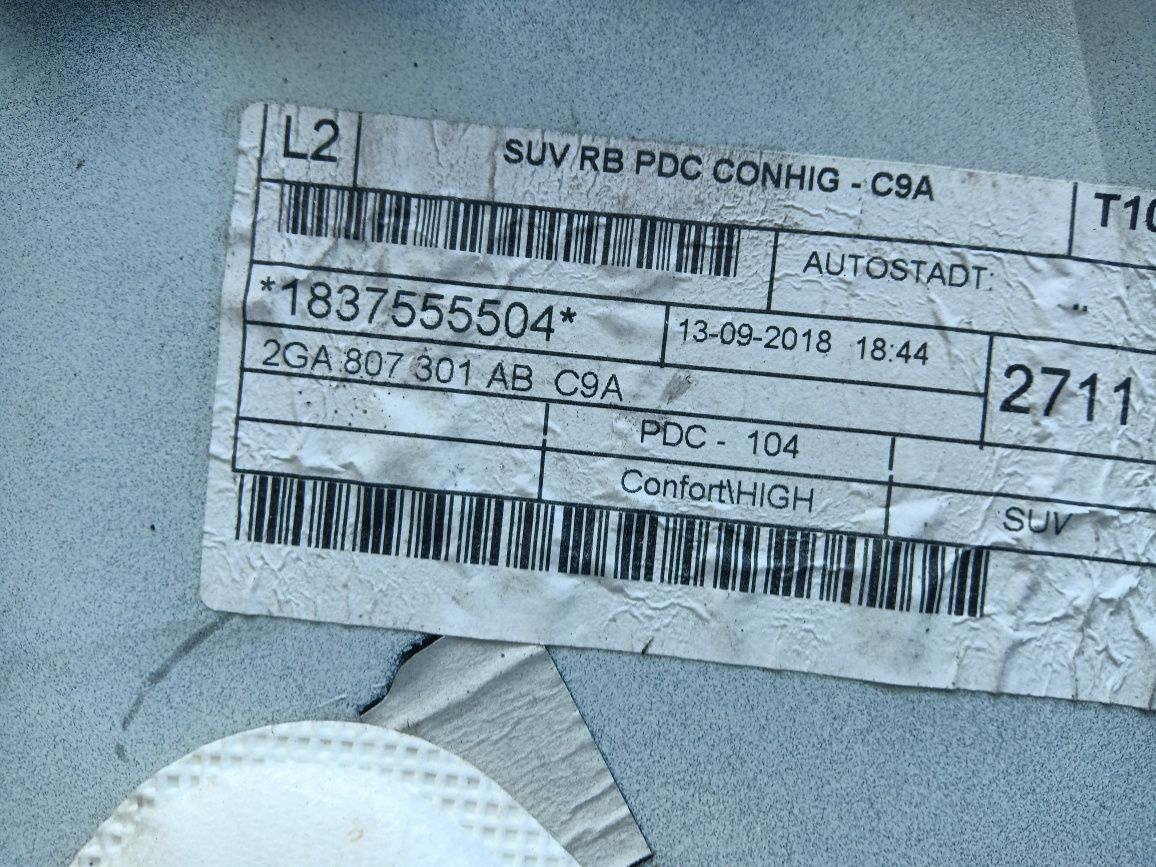 L2
SUV RB PDC CONHIG - C9A
AUTOSTADT:
*1837555504*
13-09-2018 18:44
2711
2GA 807 301 AB C9A
PDC - 104
Confort\HIGH
SUV